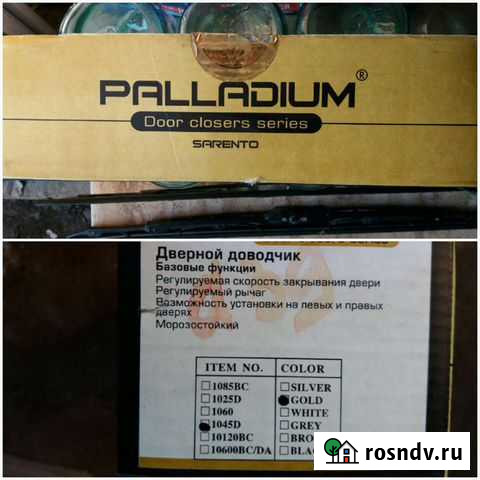 PALLADIUM®
Door closers series
SARENTO
Дверной доводчик
Базовые функции
Регулируемая скорость закрывания двери
Регулируемый рычаг
Возможность установки на левых и правых
дверях
Морозостойкий
ITEM NO. COLOR
1085BC SILVER
1025D GOLD
1060 WHITE
1045D GREY
10120BC
10600BC/DA
rosndv.ru